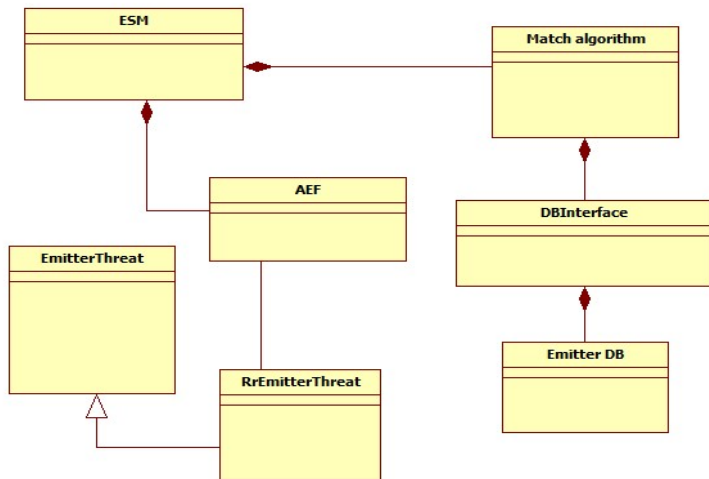 ESM
Match algorithm
AEF
DBInterface
EmitterThreat
Emitter DB
RrEmitterThreat